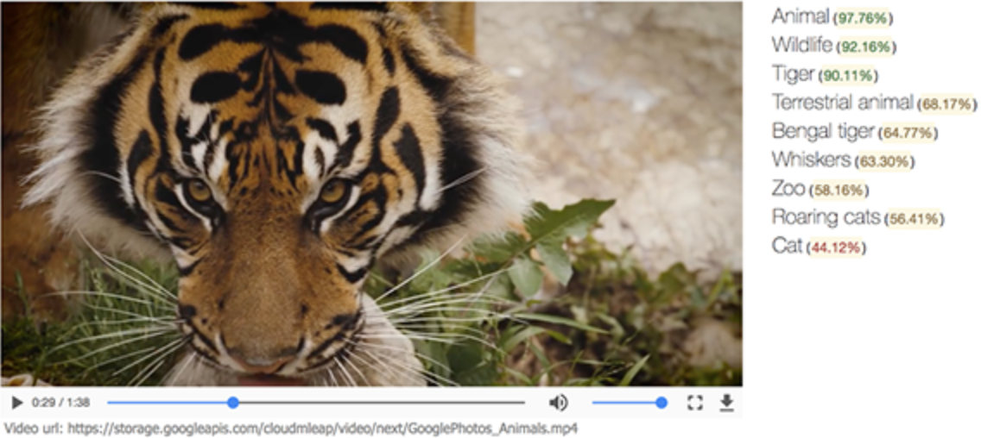 Animal (97.76%)
Wildlife (92.16%)
Tiger (90.11%)
Terrestrial animal (68.17%)
Bengal tiger (64.77%)
Whiskers (63.30%)
Zoo (58.16%)
Roaring cats (56.41%)
Cat (44.12%)
0:29 / 1:38
Video url: https://storage.googleapis.com/cloudmleap/video/next/GooglePhotos_Animals.mp4